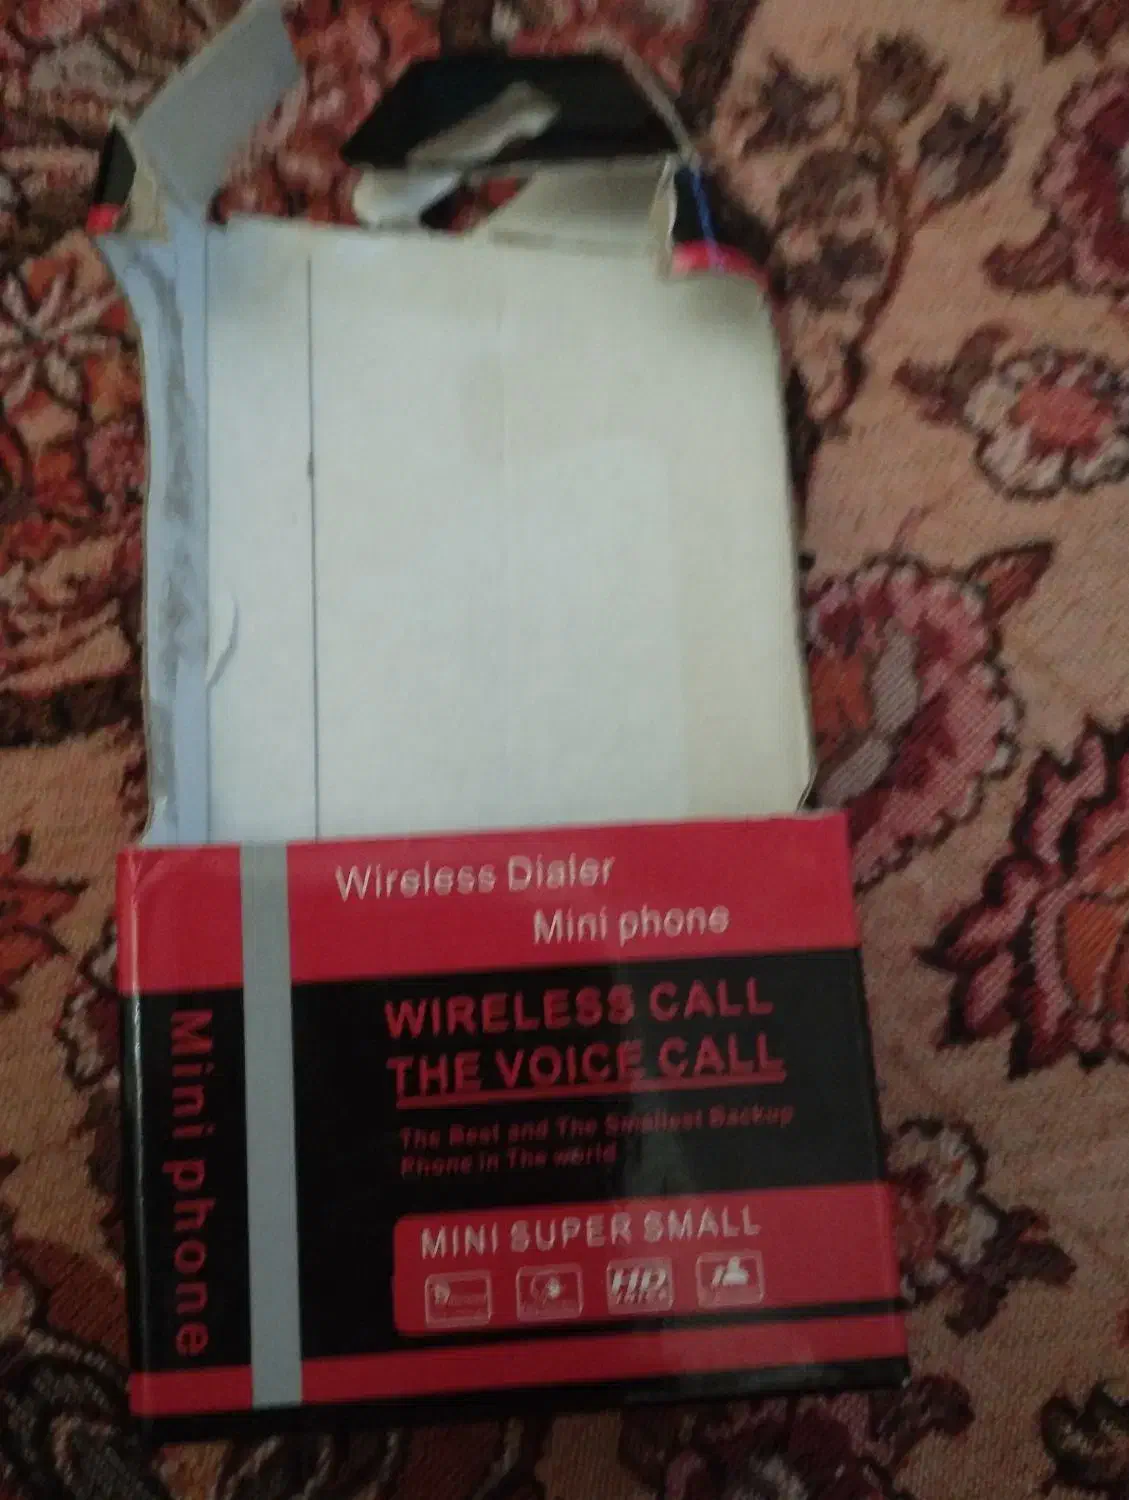 Wireless Dialer
Mini phone
WIRELESS CALL
THE VOICE CALL
The Best and The Smallest Backup
Phone in The world
MINI SUPER SMALL
HD
VOICE
Mini phone